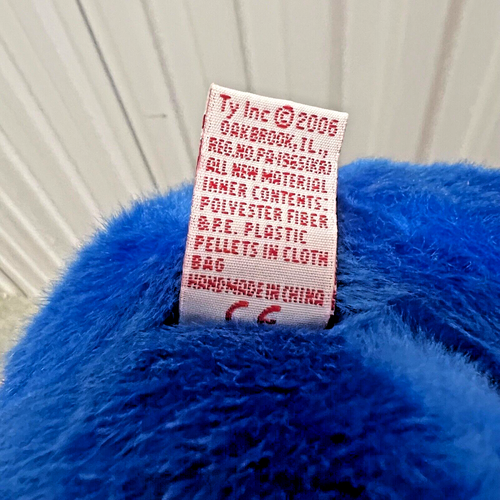 Ty Inc © 2006
OAKBROOK, IL.,
REG.NO.PA-1965(KR)
ALL NEW MATERIAL
INNER CONTENTS:
POLYESTER FIBER
& P.E. PLASTIC
PELLETS IN CLOTH
BAG
HANDMADE IN CHINA
CE